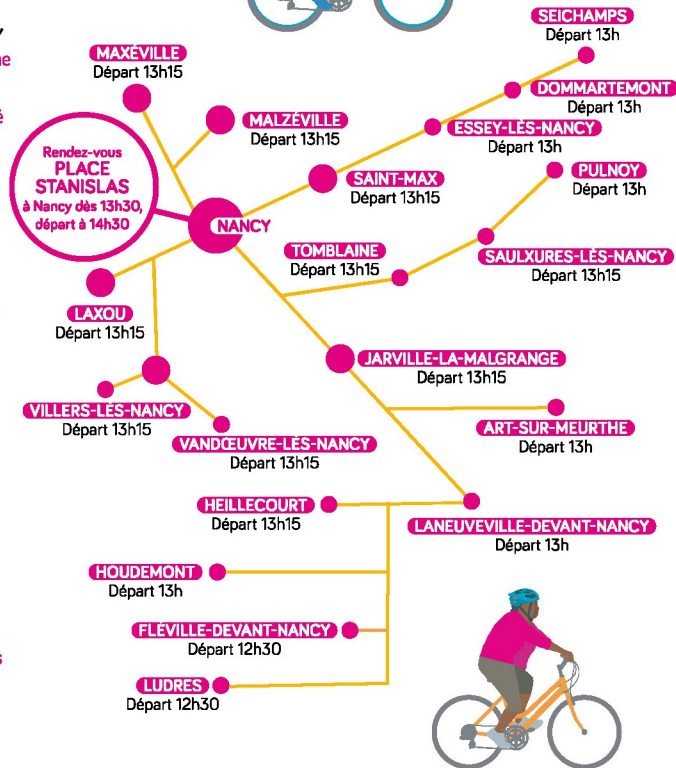 SEICHAMPS
Départ 13h
MAXÉVILLE
Départ 13h15
DOMMARTEMONT
Départ 13h
MALZÉVILLE
Départ 13h15
ESSEY-LÈS-NANCY
Départ 13h
Rendez-vous
PLACE
STANISLAS
à Nancy dès 13h30,
départ à 14h30
SAINT-MAX
Départ 13h15
PULNOY
Départ 13h
NANCY
TOMBLAINE
Départ 13h15
SAULXURES-LÈS-NANCY
Départ 13h15
LAXOU
Départ 13h15
JARVILLE-LA-MALGRANGE
Départ 13h15
VILLERS-LÈS-NANCY
Départ 13h15
VANDŒUVRE-LÈS-NANCY
Départ 13h15
ART-SUR-MEURTHE
Départ 13h
HEILLECOURT
Départ 13h15
LANEUVEVILLE-DEVANT-NANCY
Départ 13h
HOUDEMONT
Départ 13h
FLÉVILLE-DEVANT-NANCY
Départ 12h30
LUDRES
Départ 12h30